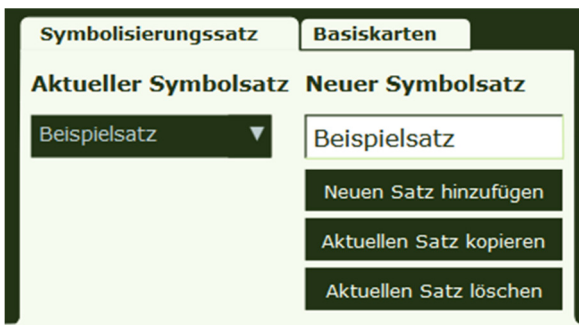 Symbolisierungssatz
Basiskarten
Aktueller Symbolsatz
Neuer Symbolsatz
Beispielsatz
Beispielsatz
Neuen Satz hinzufügen
Aktuellen Satz kopieren
Aktuellen Satz löschen